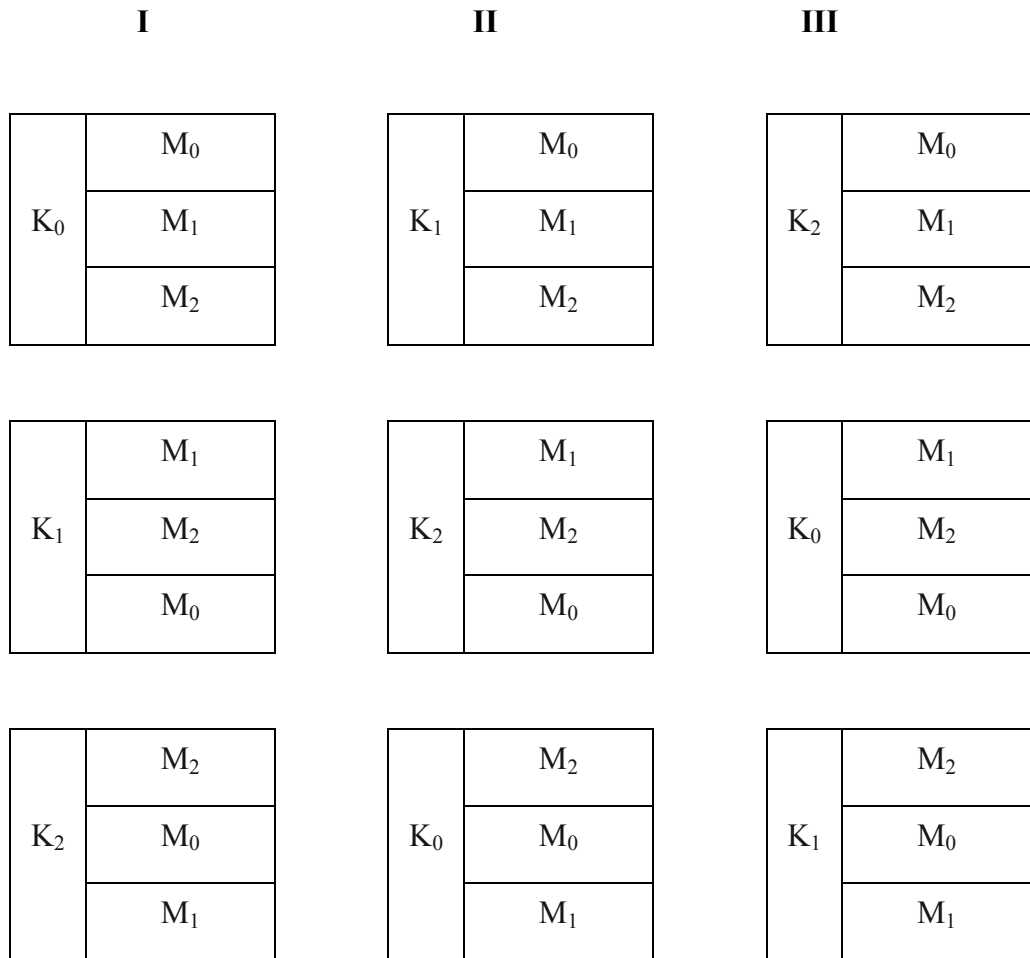 I II III
M₀ M₀ M₀
K₀ M₁ K₁ M₁ K₂ M₁
M₂ M₂ M₂
M₁ M₁ M₁
K₁ M₂ K₂ M₂ K₀ M₂
M₀ M₀ M₀
M₂ M₂ M₂
K₂ M₀ K₀ M₀ K₁ M₀
M₁ M₁ M₁